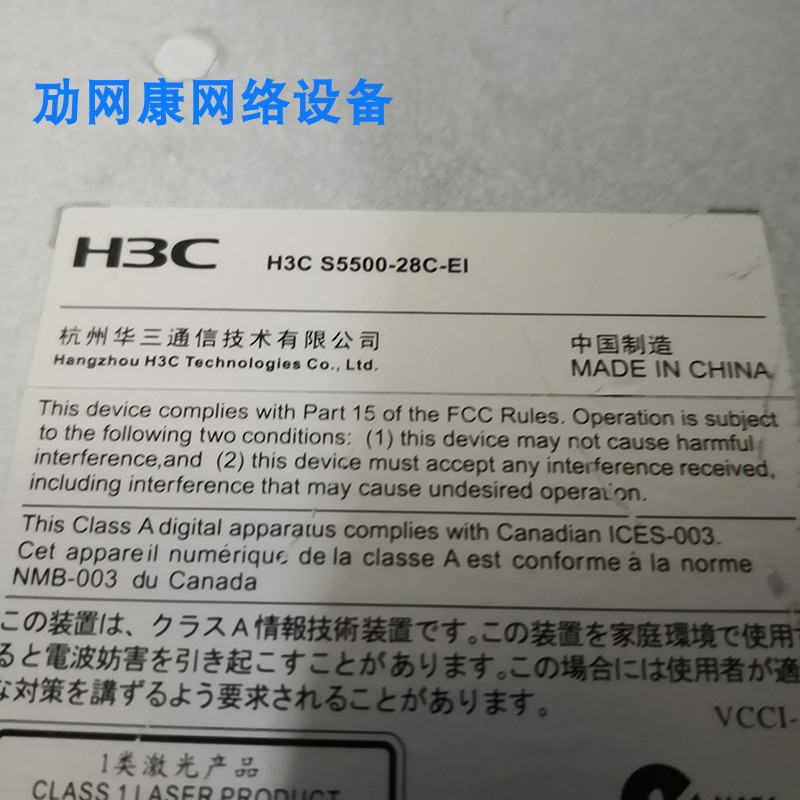 劢网康网络设备
H3C H3C S5500-28C-EI
杭州华三通信技术有限公司 中国制造
Hangzhou H3C Technologies Co., Ltd. MADE IN CHINA
This device complies with Part 15 of the FCC Rules. Operation is subject
to the following two conditions: (1) this device may not cause harmful
interference,and (2) this device must accept any interference received,
including interference that may cause undesired operation.
This Class A digital apparatus complies with Canadian ICES-003.
Cet appareil numérique de la classe A est conforme à la norme
NMB-003 du Canada
この装置は、クラスA情報技術装置です。この装置を家庭環境で使用す
ると電波妨害を引き起こすことがあります。この場合には使用者が適
な対策を講ずるよう要求されることがあります。
VCCI-
1类激光产品
CLASS 1 LASER PRODUCT